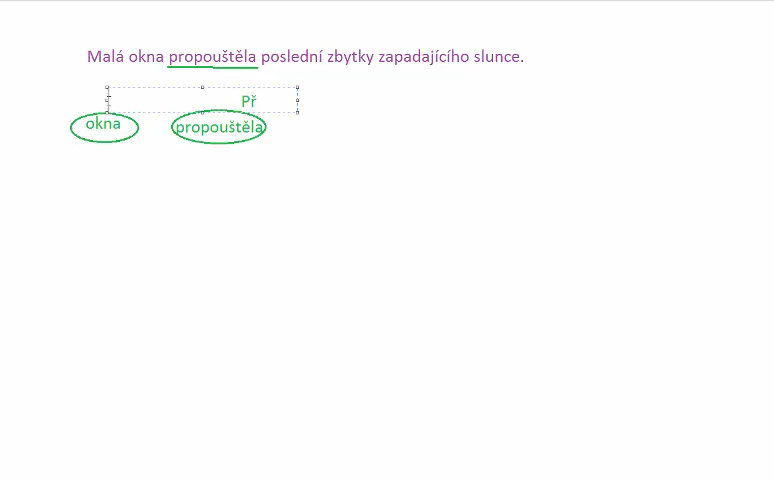 Malá okna propouštěla poslední zbytky zapadajícího slunce.
Př
okna propouštěla